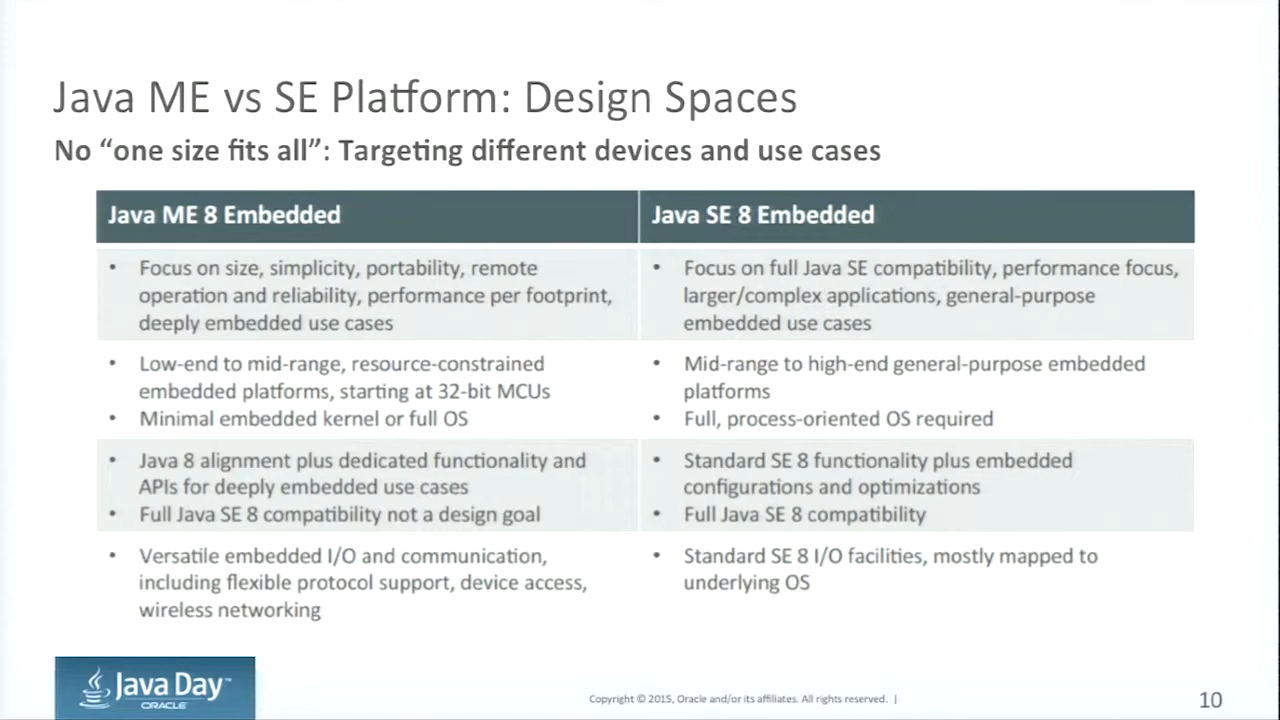 Java ME vs SE Platform: Design Spaces
No “one size fits all”: Targeting different devices and use cases
Java ME 8 Embedded
• Focus on size, simplicity, portability, remote
operation and reliability, performance per footprint,
deeply embedded use cases
• Low-end to mid-range, resource-constrained
embedded platforms, starting at 32-bit MCUs
• Minimal embedded kernel or full OS
• Java 8 alignment plus dedicated functionality and
APIs for deeply embedded use cases
• Full Java SE 8 compatibility not a design goal
• Versatile embedded I/O and communication,
including flexible protocol support, device access,
wireless networking
Java SE 8 Embedded
• Focus on full Java SE compatibility, performance focus,
larger/complex applications, general-purpose
embedded use cases
• Mid-range to high-end general-purpose embedded
platforms
• Full, process-oriented OS required
• Standard SE 8 functionality plus embedded
configurations and optimizations
• Full Java SE 8 compatibility
• Standard SE 8 I/O facilities, mostly mapped to
underlying OS
Java Day™
ORACLE
Copyright © 2015, Oracle and/or its affiliates. All rights reserved. |
10